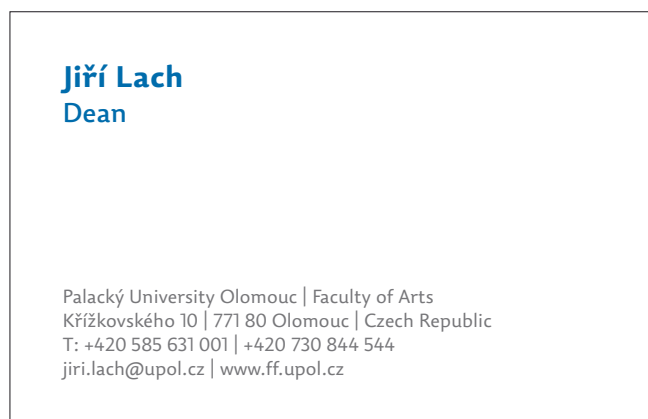 Jiří Lach
Dean
Palacký University Olomouc | Faculty of Arts
Křížkovského 10 | 771 80 Olomouc | Czech Republic
T: +420 585 631 001 | +420 730 844 544
jiri.lach@upol.cz | www.ff.upol.cz